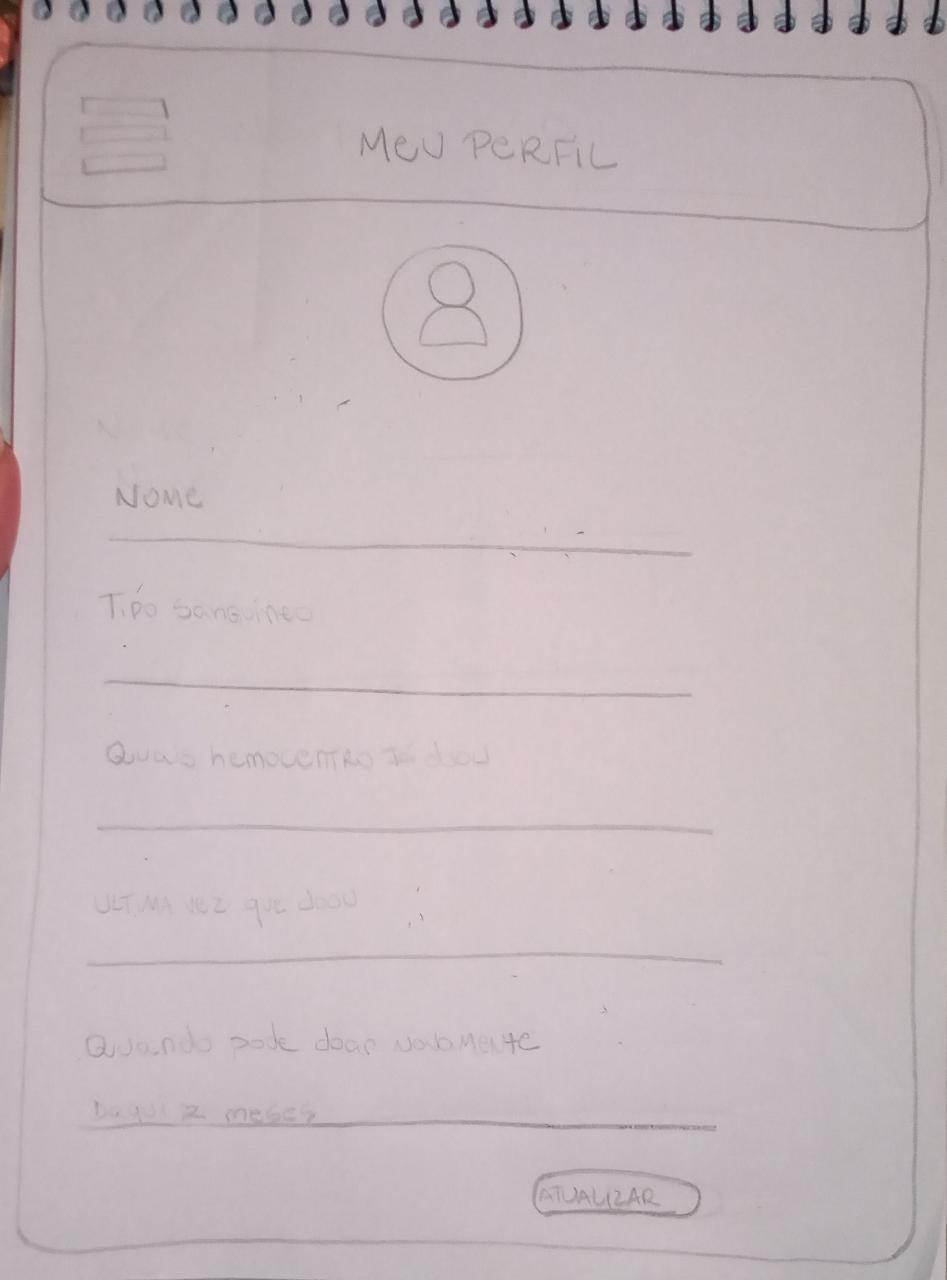 MEU PERFIL
NOME
Tipo Sanguíneo
Quais hemocentro já doou
ULTIMA VEZ que doou
Quando pode doar novamente
Daqui 2 meses
ATUALIZAR